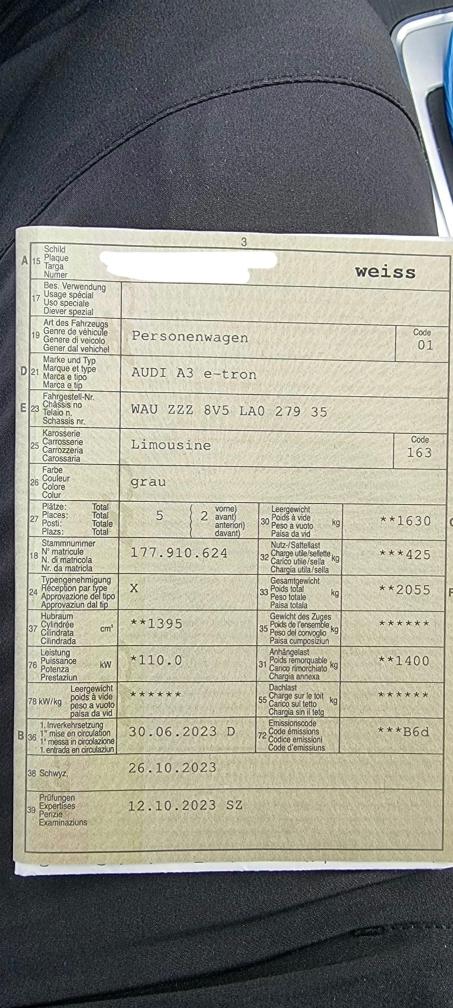 3
A 15 Schild
Plaque
Targa
Numer
weiss
17 Bes. Verwendung
Usage spécial
Uso speciale
Diever spezial
19 Art des Fahrzeugs
Genre de véhicule
Genere di veicolo
Gener dal vehichel
Personenwagen
Code
01
D 21 Marke und Typ
Marque et type
Marca e tipo
Marca e tip
AUDI A3 e-tron
E 23 Fahrgestell-Nr.
Châssis no
Telaio n.
Schassis nr.
WAU ZZZ 8V5 LA0 279 35
25 Karosserie
Carrosserie
Carrozzeria
Carossaria
Limousine
Code
163
26 Farbe
Couleur
Colore
Colur
grau
27 Plätze: Total
Places: Total
Posti: Totale
Plazs: Total
5
2 vorne)
avant)
anteriori)
davant)
30 Leergewicht
Poids à vide
Peso a vuoto
Paisa da vid
kg
**1630
18 Stammnummer
N° matricule
N. di matricola
Nr. da matricla
177.910.624
32 Nutz-/Sattellast
Charge utile/sellette
Carico utile/sella
Chargia utila/sella
kg
***425
24 Typengenehmigung
Réception par type
Approvazione del tipo
Approvaziun dal tip
X
33 Gesamtgewicht
Poids total
Peso totale
Paisa totala
kg
**2055
F
37 Hubraum
Cylindrée
Cilindrata
Cilindrada
cm³
**1395
35 Gewicht des Zuges
Poids de l'ensemble
Peso del convoglio
Paisa cumposiziun
kg
******
76 Leistung
Puissance
Potenza
Prestaziun
kW
*110.0
31 Anhängelast
Poids remorquable
Carico rimorchiato
Chargia annexa
kg
**1400
78 kW/kg Leergewicht
poids à vide
peso a vuoto
paisa da vid
******
55 Dachlast
Charge sur le toit
Carico sul tetto
Chargia sin il tetg
kg
******
B 36 1. Inverkehrsetzung
1re mise en circulation
1a messa in circolazione
1. entrada en circulaziun
30.06.2023 D
72 Emissionscode
Code émissions
Codice emissioni
Code d'emissiuns
***B6d
38 Schwyz,
26.10.2023
39 Prüfungen
Expertises
Perizie
Examinaziuns
12.10.2023 SZ